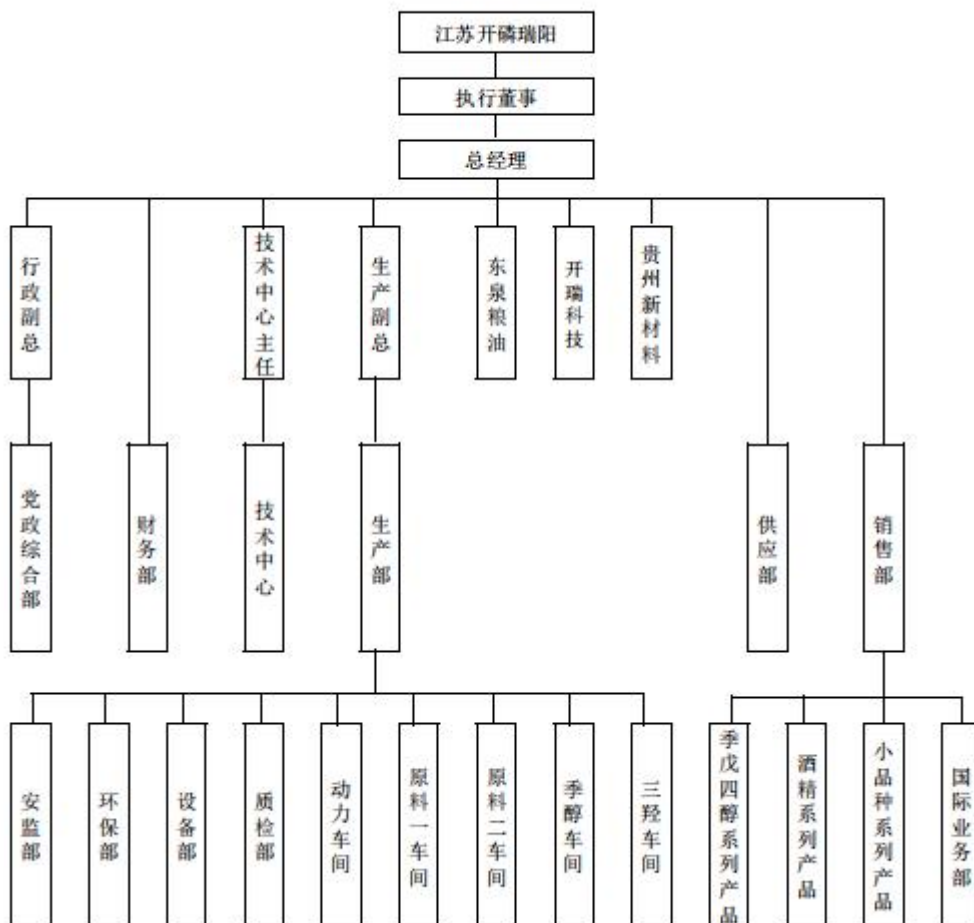 江苏开磷瑞阳
执行董事
总经理
行政副总
技术中心主任
生产副总
东泉粮油
开瑞科技
贵州新材料
党政综合部
财务部
技术中心
生产部
供应部
销售部
安监部
环保部
设备部
质检部
动力车间
原料一车间
原料二车间
季醇车间
三羟车间
季戊四醇系列产品
酒精系列产品
小品种系列产品
国际业务部